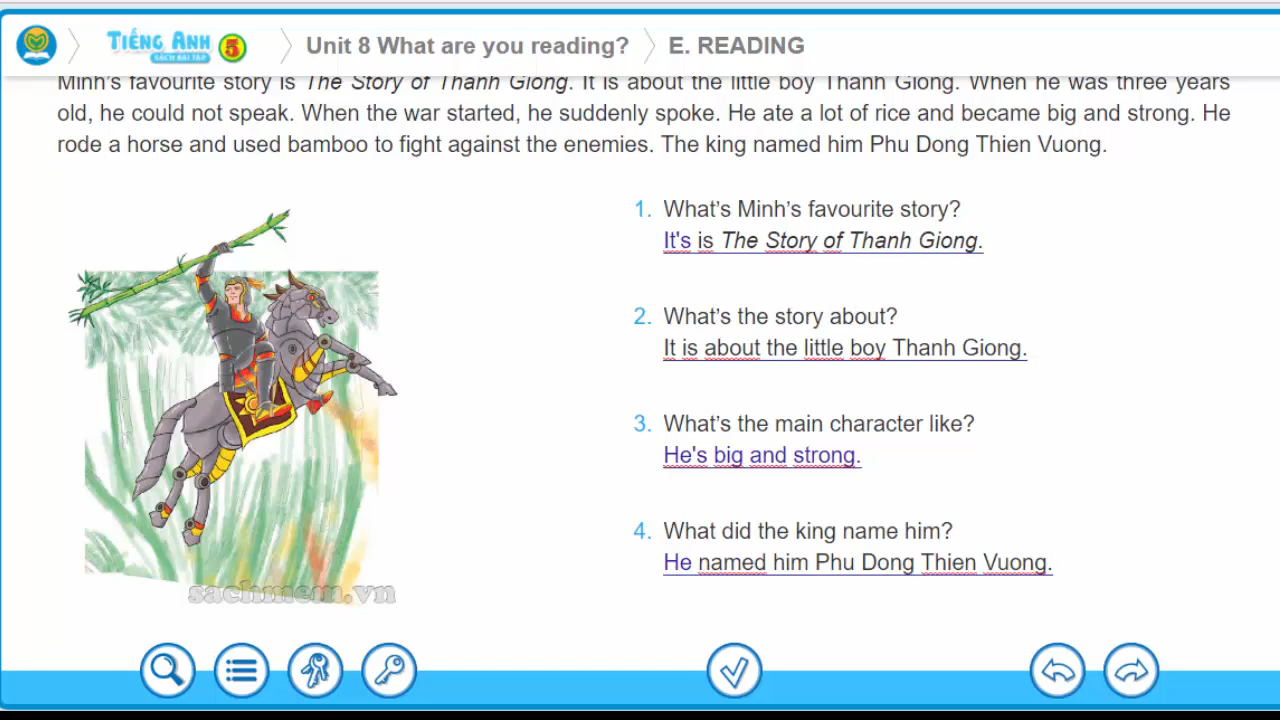 TIẾNG ANH 5
SÁCH BÀI TẬP
Unit 8 What are you reading?
E. READING
Minh's favourite story is The Story of Thanh Giong. It is about the little boy Thanh Giong. When he was three years
old, he could not speak. When the war started, he suddenly spoke. He ate a lot of rice and became big and strong. He
rode a horse and used bamboo to fight against the enemies. The king named him Phu Dong Thien Vuong.
1. What's Minh's favourite story?
It's is The Story of Thanh Giong.
2. What's the story about?
It is about the little boy Thanh Giong.
3. What's the main character like?
He's big and strong.
4. What did the king name him?
He named him Phu Dong Thien Vuong.
sachmem.vn